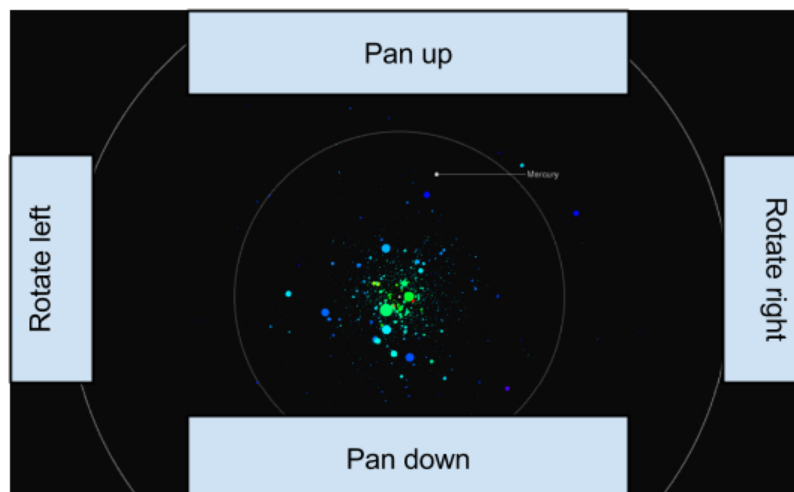 Pan up
Mercury
Rotate left
Rotate right
Pan down